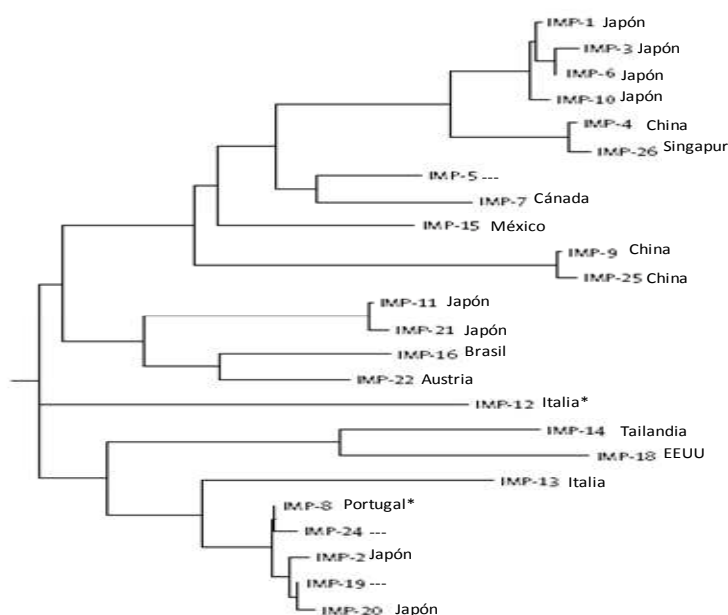 IMP-1 Japón
IMP-3 Japón
IMP-6 Japón
IMP-10 Japón
IMP-4 China
IMP-26 Singapur
IMP-5 ---
IMP-7 Cánada
IMP-15 México
IMP-9 China
IMP-25 China
IMP-11 Japón
IMP-21 Japón
IMP-16 Brasil
IMP-22 Austria
IMP-12 Italia*
IMP-14 Tailandia
IMP-18 EEUU
IMP-13 Italia
IMP-8 Portugal*
IMP-24 ---
IMP-2 Japón
IMP-19 ---
IMP-20 Japón